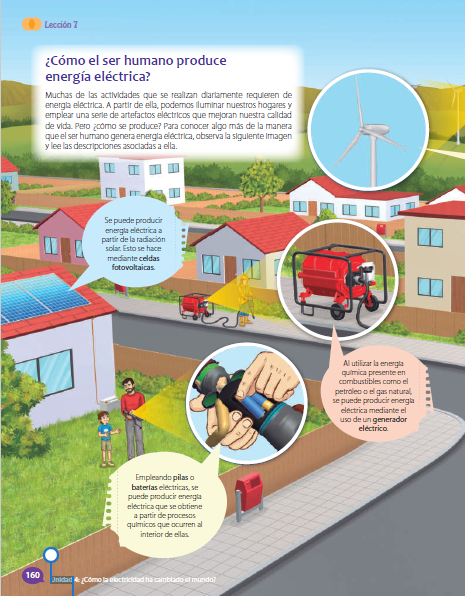 Lección 7
¿Cómo el ser humano produce
energía eléctrica?
Muchas de las actividades que se realizan diariamente requieren de
energía eléctrica. A partir de ella, podemos iluminar nuestros hogares y
emplear una serie de artefactos eléctricos que mejoran nuestra calidad
de vida. Pero ¿cómo se produce? Para conocer algo más de la manera
que el ser humano genera energía eléctrica, observa la siguiente imagen
y lee las descripciones asociadas a ella.
Se puede producir
energía eléctrica a
partir de la radiación
solar. Esto se hace
mediante celdas
fotovoltaicas.
Al utilizar la energía
química presente en
combustibles como el
petróleo o el gas natural,
se puede producir energía
eléctrica mediante el
uso de un generador
eléctrico.
Empleando pilas o
baterías eléctricas, se
puede producir energía
eléctrica que se obtiene
a partir de procesos
químicos que ocurren al
interior de ellas.
160
Unidad 4: ¿Cómo la electricidad ha cambiado el mundo?